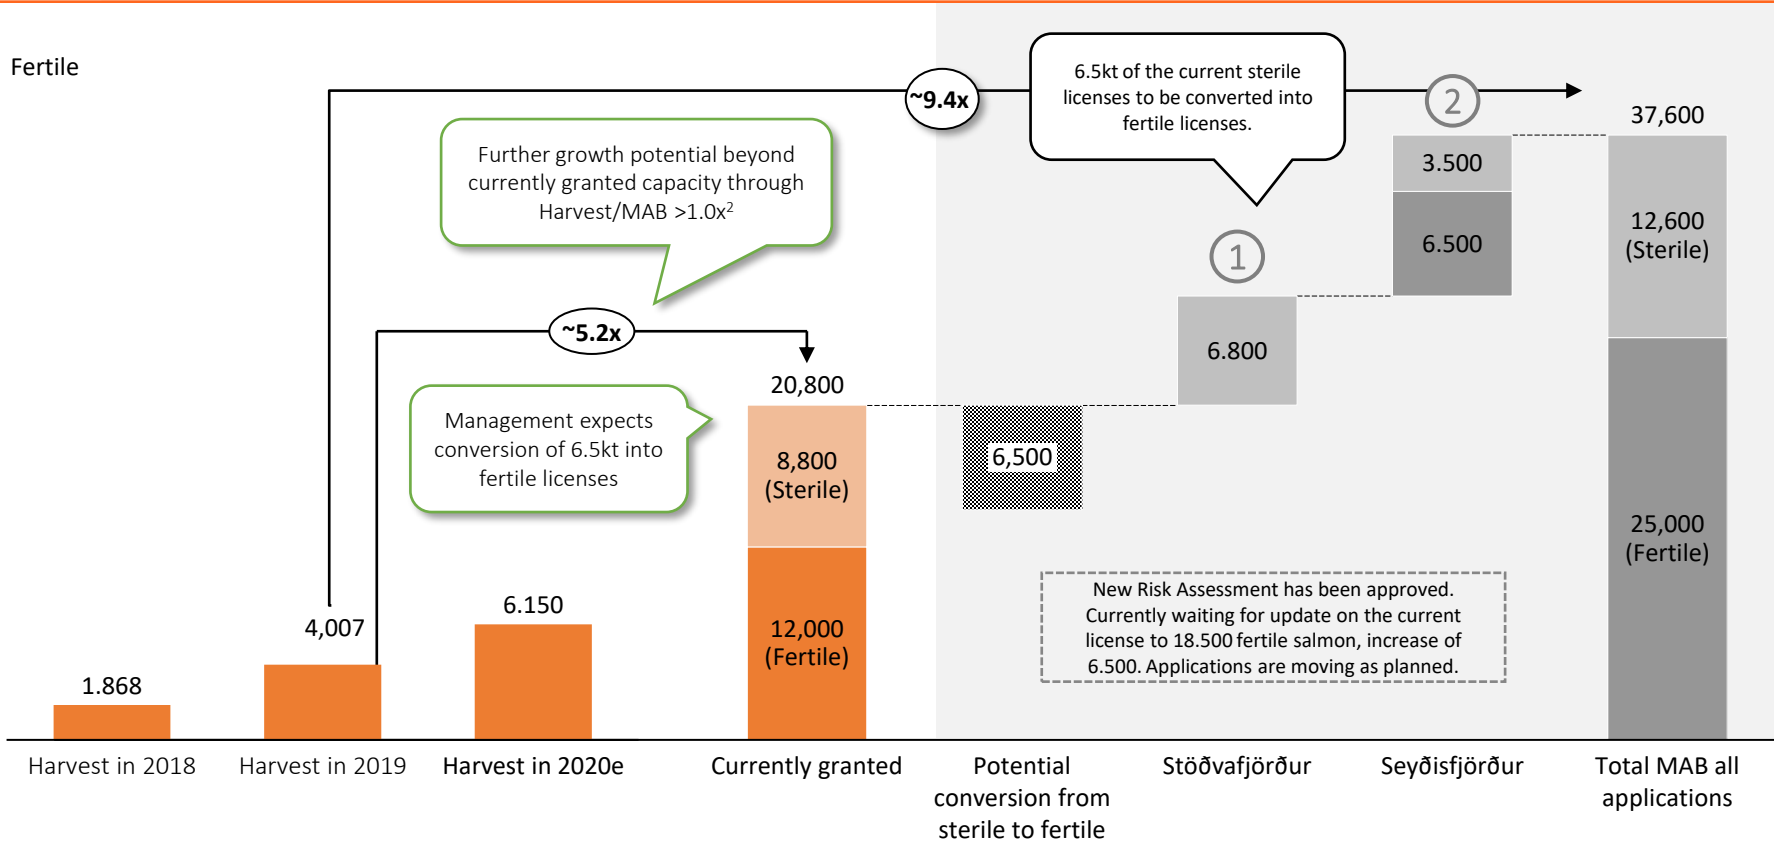 Fertile
~9.4x
6.5kt of the current sterile
licenses to be converted into
fertile licenses.
2
37,600
Further growth potential beyond
currently granted capacity through
Harvest/MAB >1.0x2
3.500
12,600
(Sterile)
6.500
1
~5.2x
6.800
20,800
Management expects
conversion of 6.5kt into
fertile licenses
8,800
(Sterile)
6,500
25,000
(Fertile)
New Risk Assessment has been approved.
Currently waiting for update on the current
license to 18.500 fertile salmon, increase of
6.500. Applications are moving as planned.
4,007
6.150
12,000
(Fertile)
1.868
Harvest in 2018
Harvest in 2019
Harvest in 2020e
Currently granted
Potential
conversion from
sterile to fertile
Stöðvafjörður
Seyðisfjörður
Total MAB all
applications